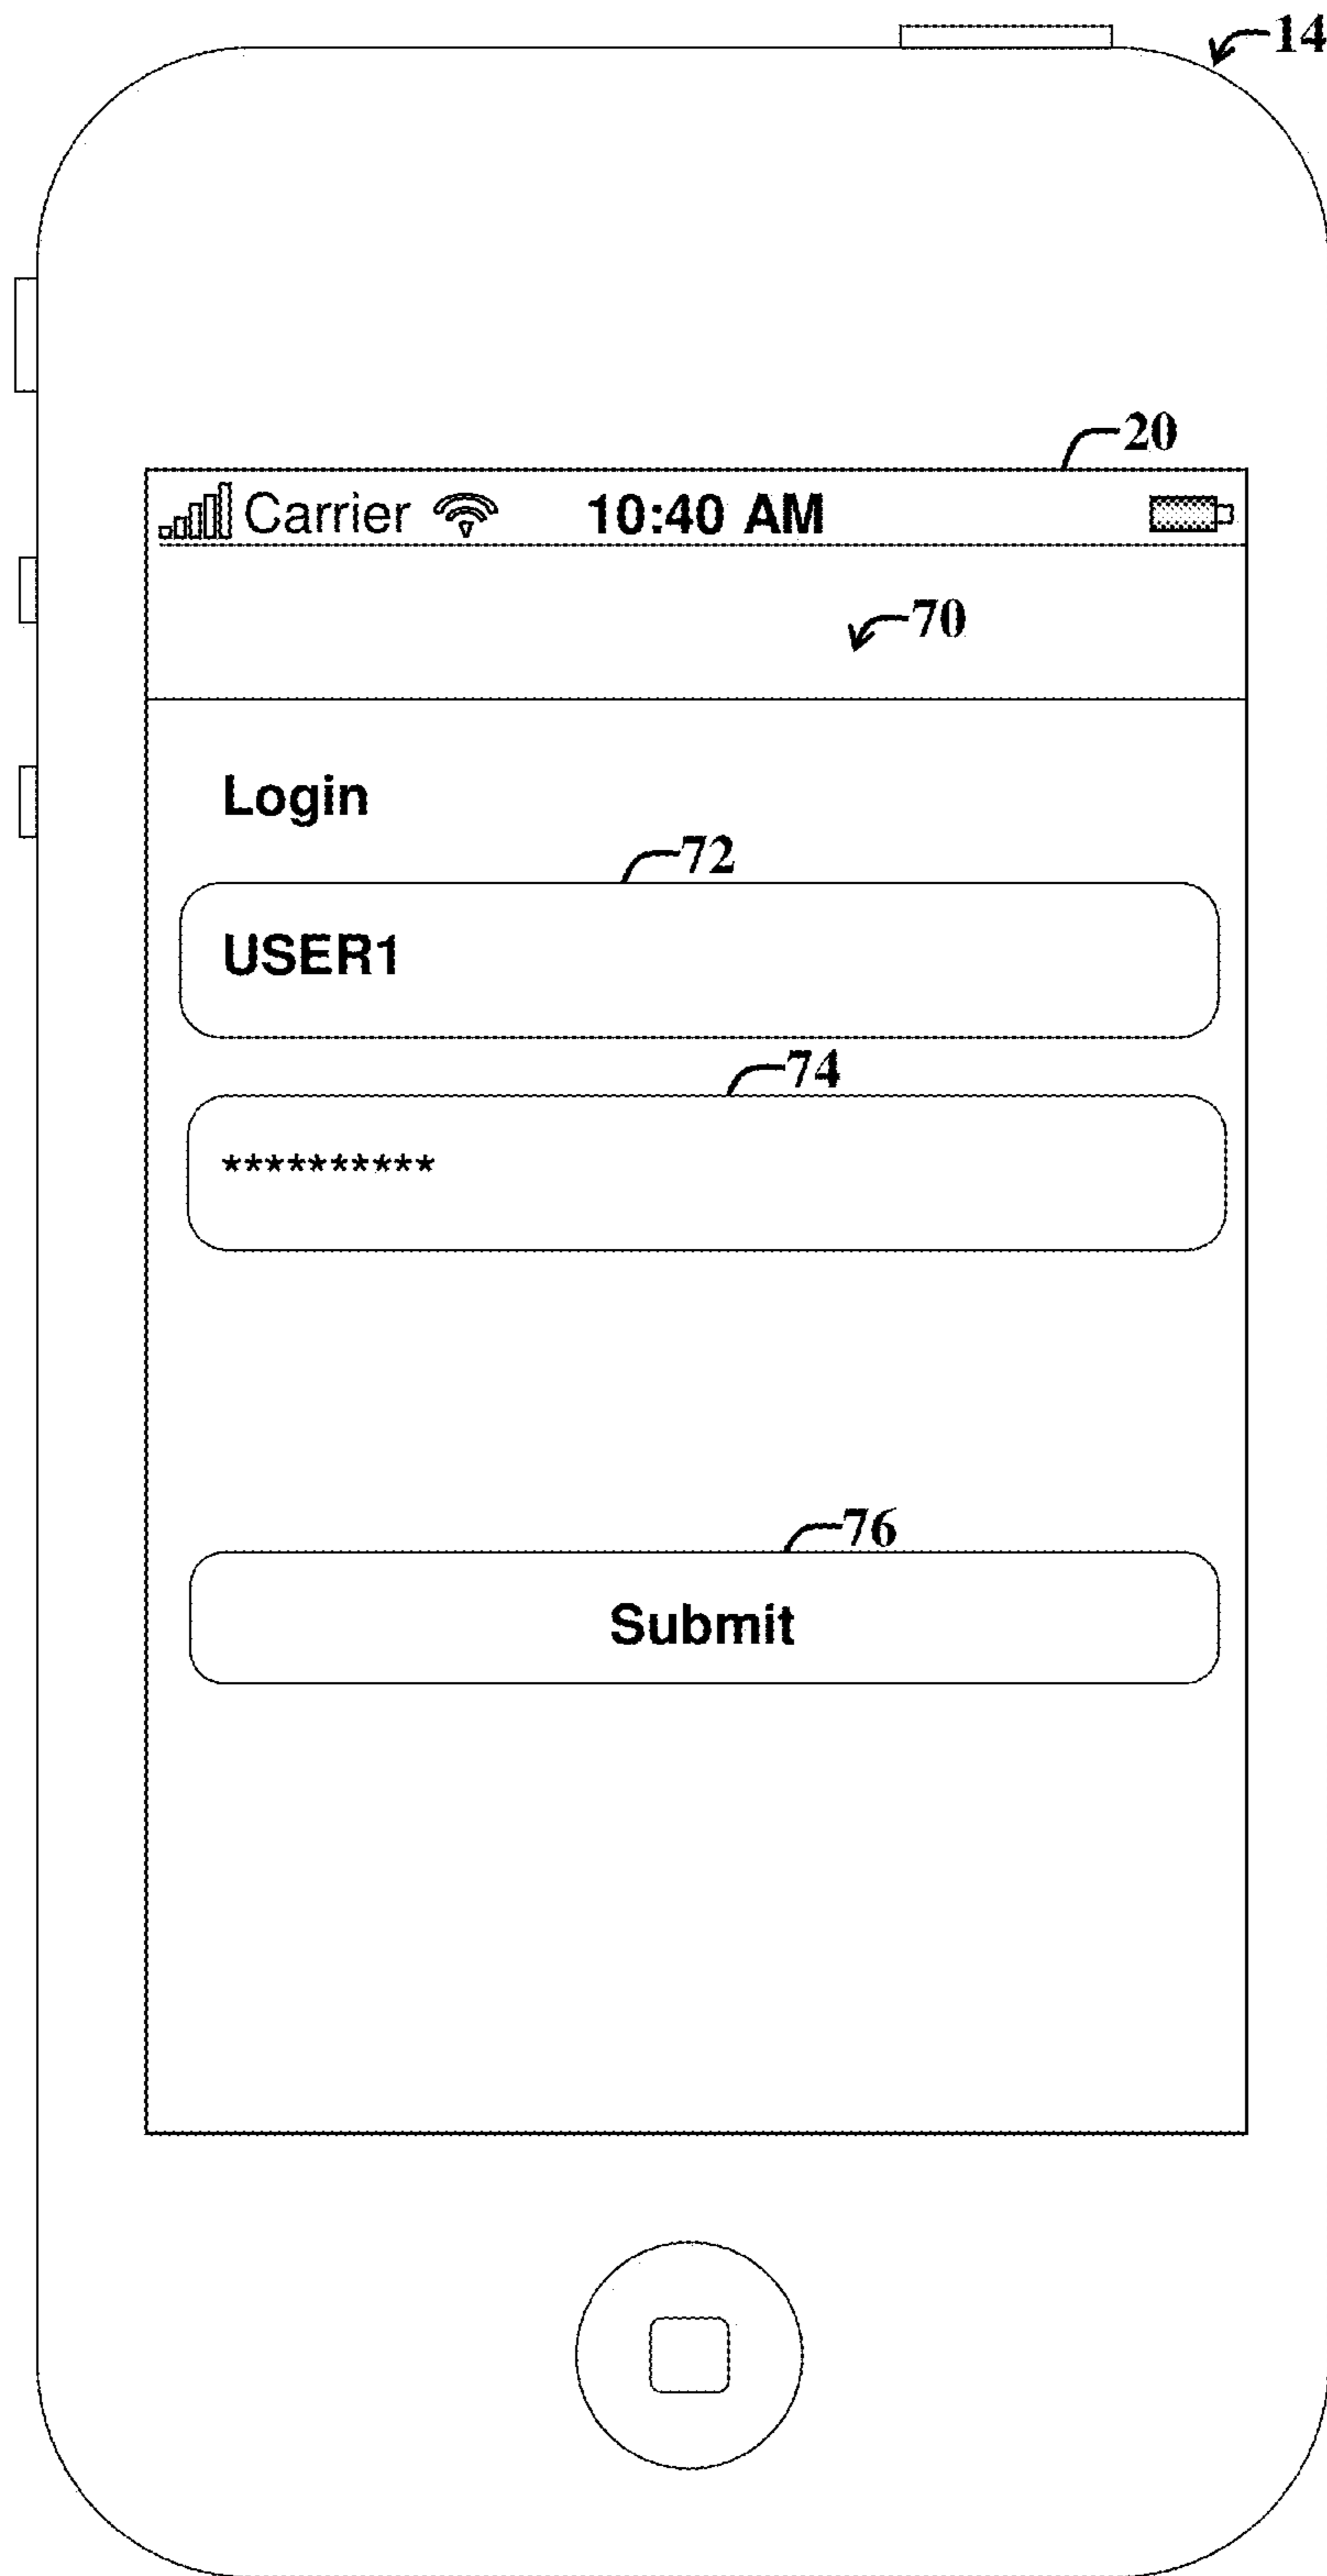 14
20
Carrier 10:40 AM
70
Login
72
USER1
74
**********
76
Submit